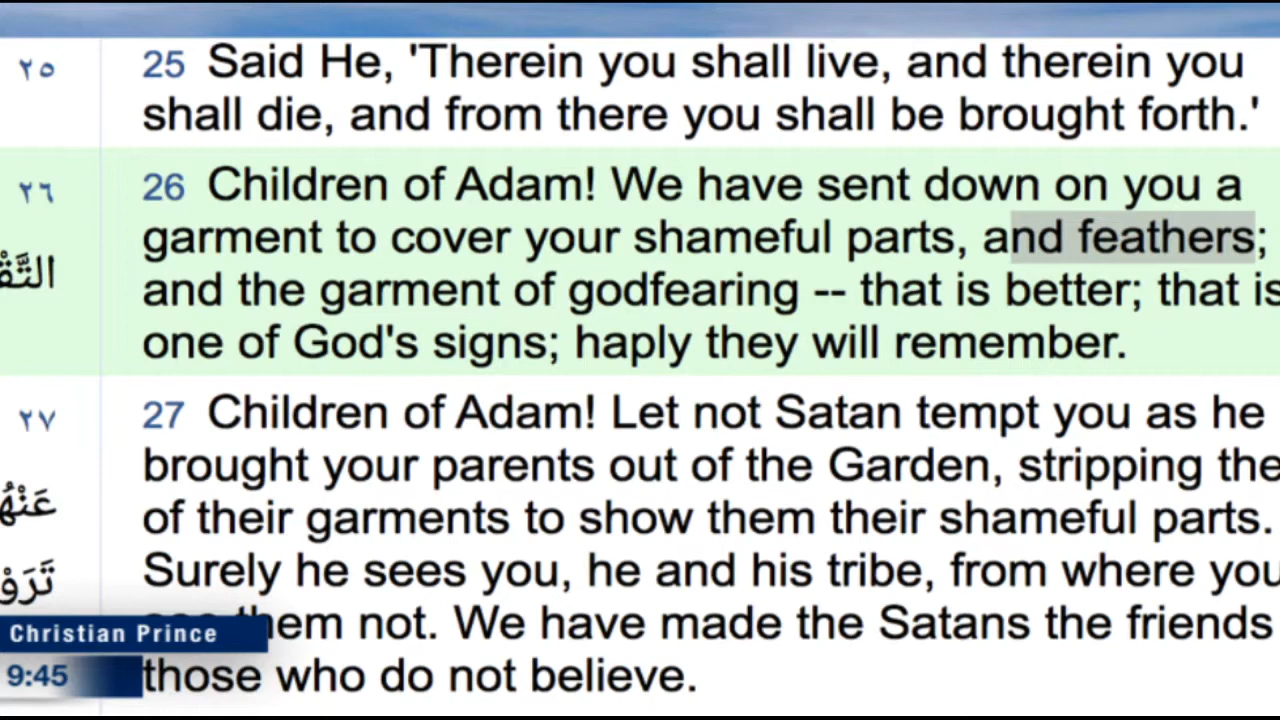 ٢٥
25 Said He, 'Therein you shall live, and therein you
shall die, and from there you shall be brought forth.'
٢٦
26 Children of Adam! We have sent down on you a
garment to cover your shameful parts, and feathers;
and the garment of godfearing -- that is better; that is
one of God's signs; haply they will remember.
٢٧
27 Children of Adam! Let not Satan tempt you as he
brought your parents out of the Garden, stripping the
of their garments to show them their shameful parts.
Surely he sees you, he and his tribe, from where you
them not. We have made the Satans the friends
those who do not believe.
Christian Prince
9:45